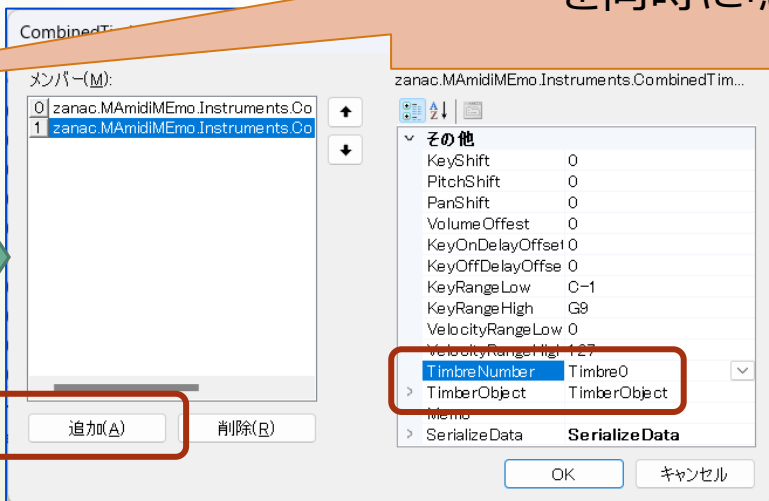 CombinedTi
メンバー(M):
0 zanac.MAmidiMEmo.Instruments.Co
1 zanac.MAmidiMEmo.Instruments.Co
追加(A)
削除(R)
zanac.MAmidiMEmo.Instruments.CombinedTim...
その他
KeyShift 0
PitchShift 0
PanShift 0
VolumeOffest 0
KeyOnDelayOffset 0
KeyOffDelayOffse 0
KeyRangeLow C-1
KeyRangeHigh G9
VelocityRangeLow 0
VelocityRangeHigl 127
TimbreNumber Timbre0
TimberObject TimberObject
Memo
SerializeData SerializeData
OK
キャンセル